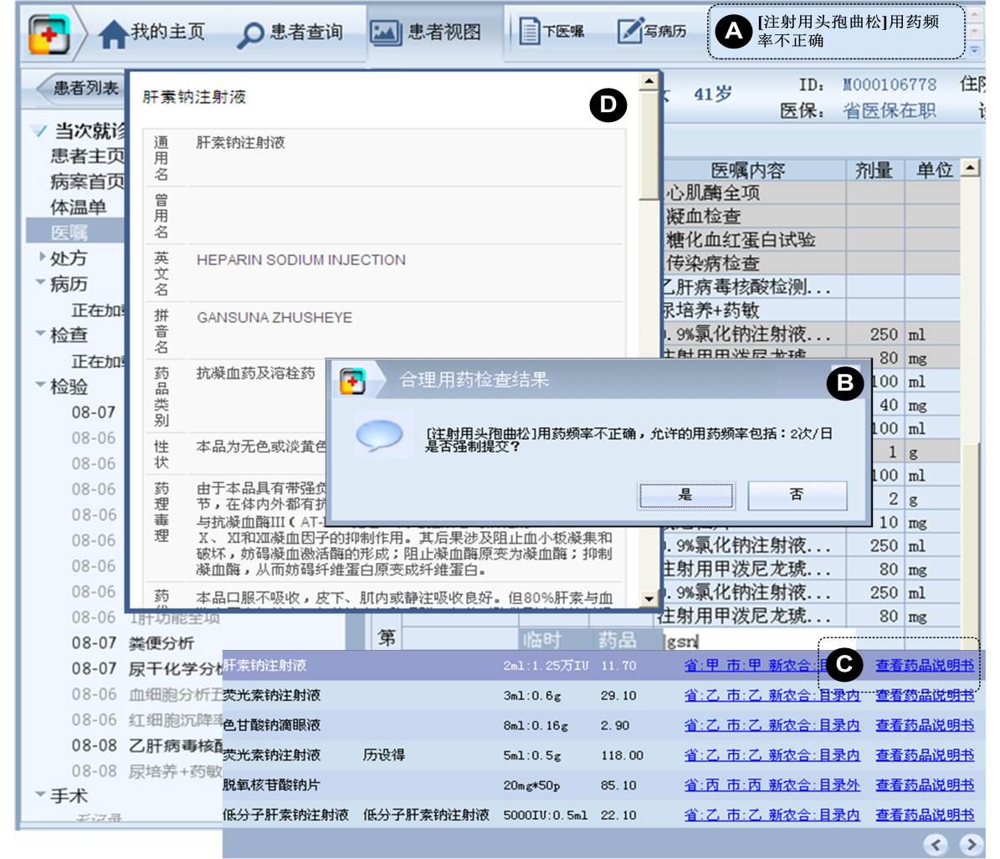 我的主页
患者查询
患者视图
下医嘱
写病历
A
[注射用头孢曲松]用药频
率不正确
患者列表
41岁
ID:
M000106778
医保:
省医保在职
当次就诊
患者主页
病案首页
体温单
医嘱
处方
病历
正在加
检查
正在加
检验
08-07
08-06
08-06
08-06
08-06
08-06
08-06
08-06
08-06 1肝功能全项
08-07 粪便分析
08-07 尿干化学分
08-06 血细胞分析五
08-06 红细胞沉降率
08-08 乙肝病毒核酸
08-08 尿培养+药敏
手术
无记录
肝素钠注射液
D
通用名
肝素钠注射液
曾用名
英文名
HEPARIN SODIUM INJECTION
拼音名
GANSUNA ZHUSHEYE
药品类别
抗凝血药及溶栓药
性状
本品为无色或淡黄色
药理毒理
由于本品具有带强负
节，在体内外都有抗
与抗凝血酶III（AT-
X、XI和XII凝血因子的抑制作用。其后果涉及阻止血小板凝集和
破坏，妨碍凝血激活酶的形成；阻止凝血酶原变为凝血酶；抑制
凝血酶，从而妨碍纤维蛋白原变成纤维蛋白。
药
本品口服不吸收，皮下、肌内或静注吸收良好。但80%肝素与血
医嘱内容 剂量 单位
心肌酶全项
凝血检查
糖化血红蛋白试验
传染病检查
乙肝病毒核酸检测...
尿培养+药敏
.9%氯化钠注射液... 250 ml
注射用甲泼尼龙琥 80 mg
100 ml
40 mg
100 ml
1 g
100 ml
2 g
10 mg
.9%氯化钠注射液... 250 ml
注射用甲泼尼龙琥... 80 mg
.9%氯化钠注射液... 250 ml
注射用甲泼尼龙琥... 80 mg
合理用药检查结果
B
[注射用头孢曲松]用药频率不正确，允许的用药频率包括：2次/日
是否强制提交？
是
否
第
临时 药品 gsn
C
肝素钠注射液 2ml:1.25万IU 11.70 省:甲 市:甲 新农合:目 查看药品说明书
荧光素钠注射液 3ml:0.6g 29.10 省:乙 市:乙 新农合:目录内 查看药品说明书
色甘酸钠滴眼液 8ml:0.16g 2.90 省:乙 市:乙 新农合:目录内 查看药品说明书
荧光素钠注射液 历设得 5ml:0.5g 118.00 省:乙 市:乙 新农合:目录内 查看药品说明书
脱氧核苷酸钠片 20mg*50p 85.10 省:丙 市:丙 新农合:目录外 查看药品说明书
低分子肝素钠注射液 低分子肝素钠注射液 5000IU:0.5ml 22.10 省:乙 市:乙 新农合:目录内 查看药品说明书